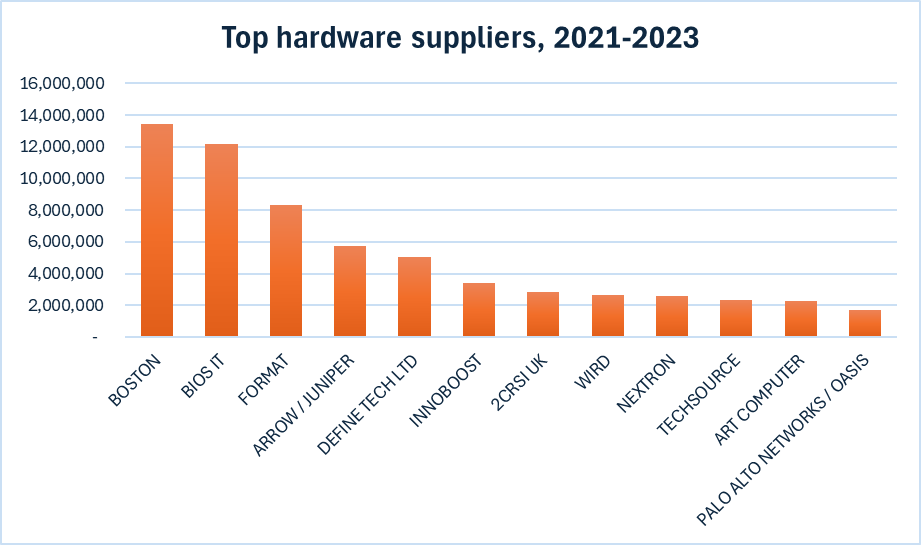 Top hardware suppliers, 2021-2023
16,000,000
14,000,000
12,000,000
10,000,000
8,000,000
6,000,000
4,000,000
2,000,000
-
BOSTON
BIOS IT
FORMAT
ARROW / JUNIPER
DEFINE TECH LTD
INNOBOOST
2CRSI UK
WIRD
NEXTRON
TECHSOURCE
ART COMPUTER
PALO ALTO NETWORKS / OASIS